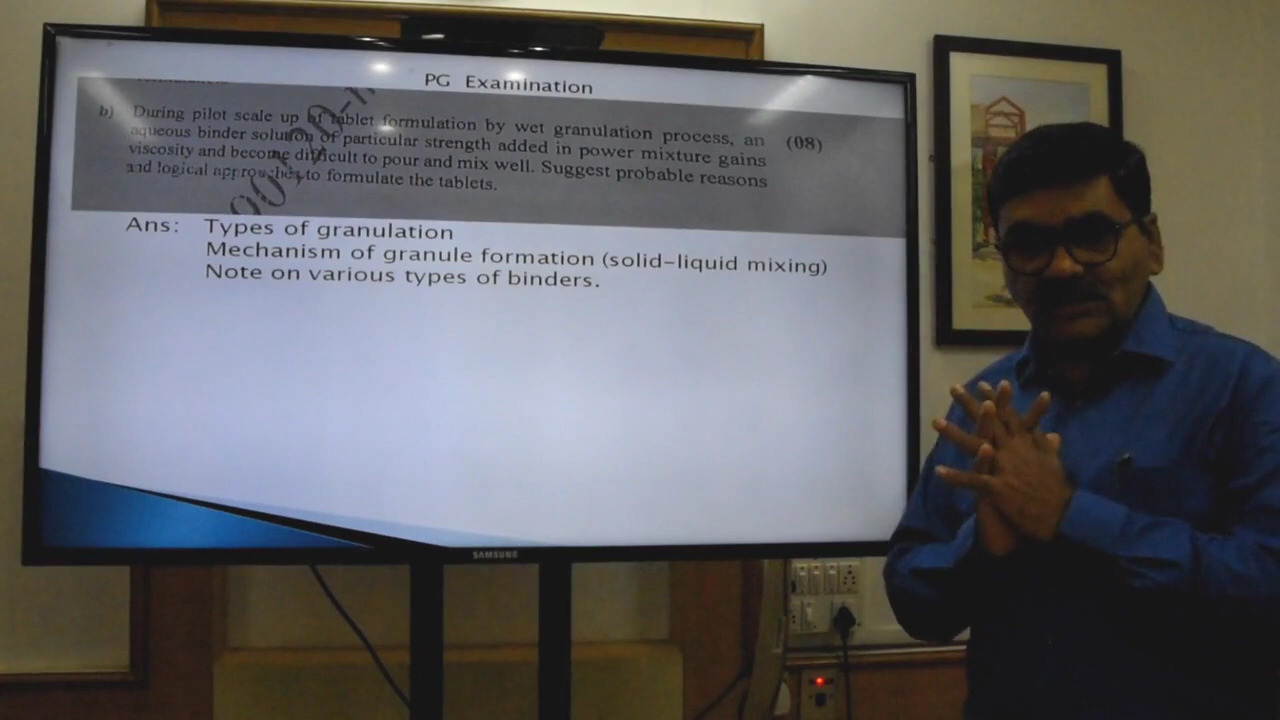 PG Examination
b) During pilot scale up of tablet formulation by wet granulation process, an (08)
aqueous binder solution of particular strength added in power mixture gains
viscosity and become difficult to pour and mix well. Suggest probable reasons
and logical approaches to formulate the tablets.
Ans: Types of granulation
Mechanism of granule formation (solid-liquid mixing)
Note on various types of binders.
SAMSUNG